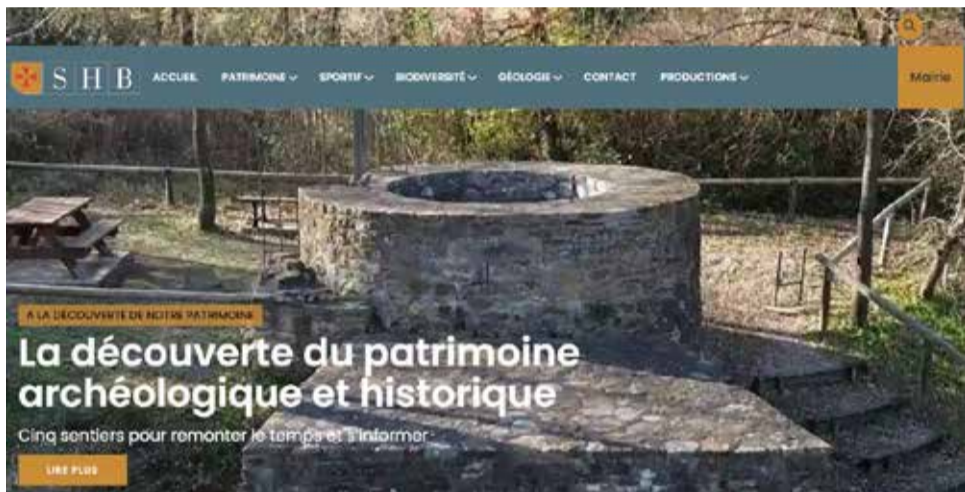 S H B ACCUEIL PATRIMOINE SPORTIF BIODIVERSITÉ GÉOLOGIE CONTACT PRODUCTIONS Mairie
A LA DÉCOUVERTE DE NOTRE PATRIMOINE
La découverte du patrimoine
archéologique et historique
Cinq sentiers pour remonter le temps et s'informer
LIRE PLUS